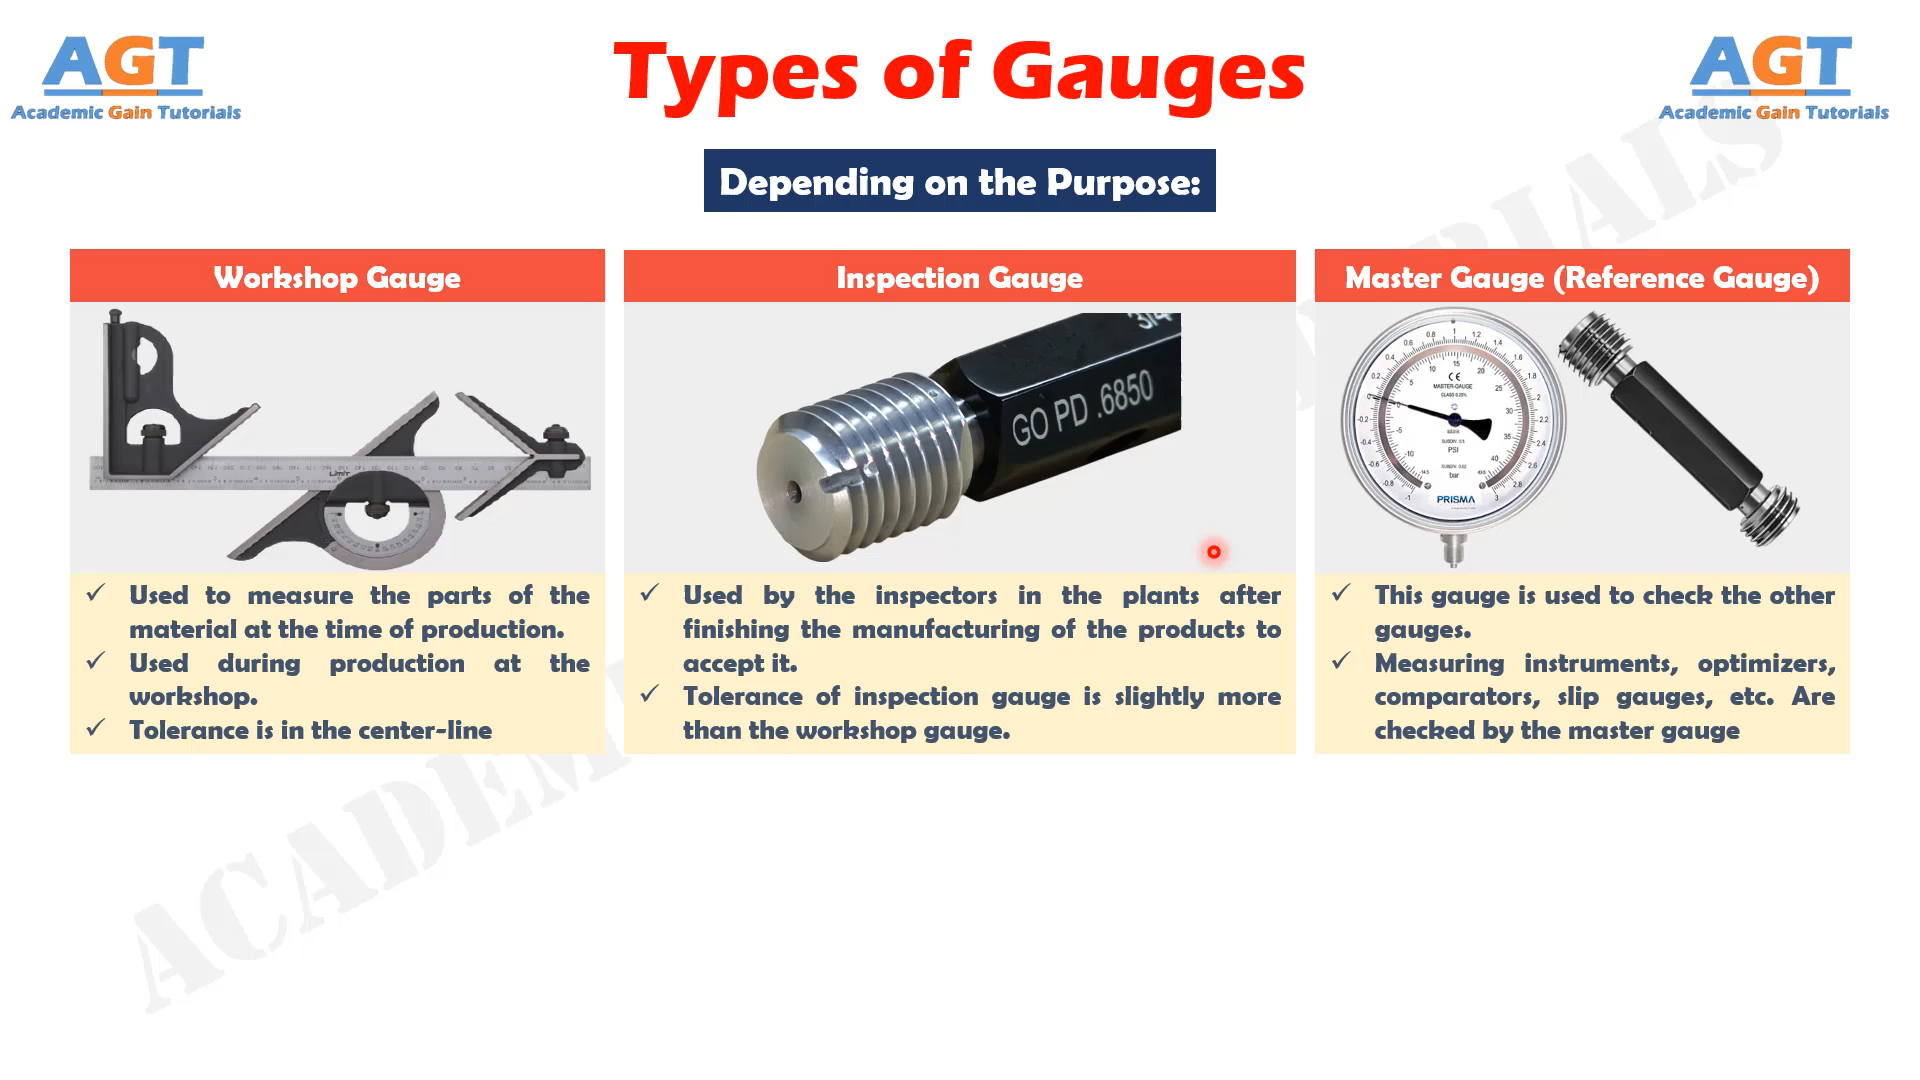 AGT
Academic Gain Tutorials
Types of Gauges
AGT
Academic Gain Tutorials
Depending on the Purpose:
Workshop Gauge
Used to measure the parts of the
material at the time of production.
Used during production at the
workshop.
Tolerance is in the center-line
Inspection Gauge
GO PD .6850
Used by the inspectors in the plants after
finishing the manufacturing of the products to
accept it.
Tolerance of inspection gauge is slightly more
than the workshop gauge.
Master Gauge (Reference Gauge)
MASTER-GAUGE
CLASS 0.25%
PSI
bar
PRISMA
This gauge is used to check the other
gauges.
Measuring instruments, optimizers,
comparators, slip gauges, etc. Are
checked by the master gauge